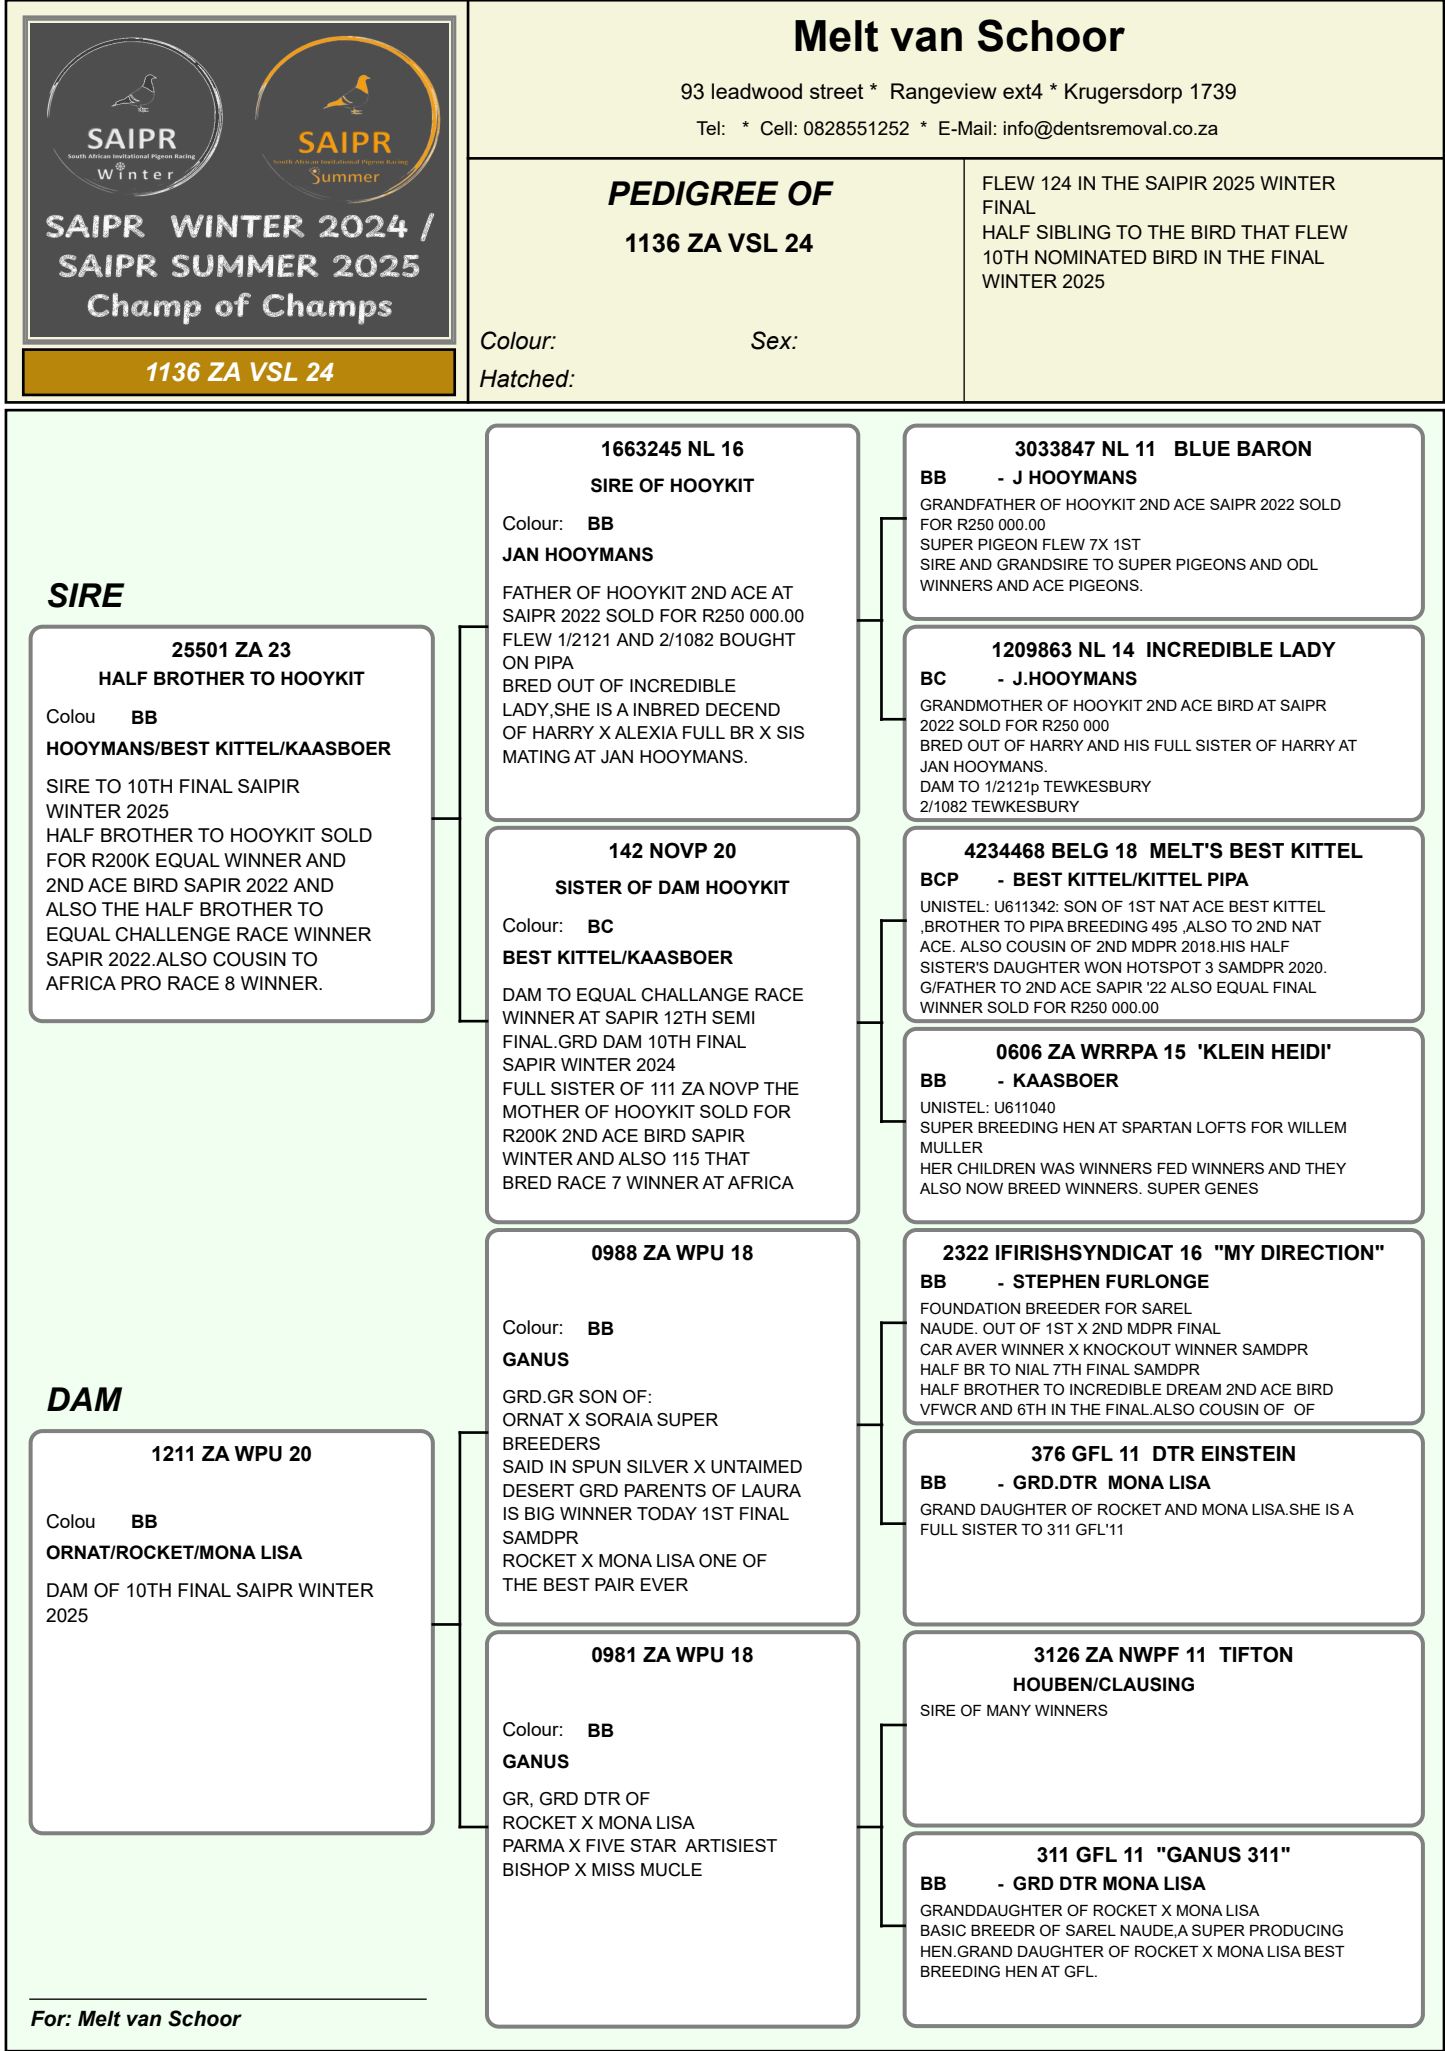 SAIPR
South African Invitational Pigeon Racing
Winter
SAIPR
South African Invitational Pigeon Racing
Summer
SAIPR WINTER 2024 /
SAIPR SUMMER 2025
Champ of Champs
1136 ZA VSL 24
Melt van Schoor
93 leadwood street * Rangeview ext4 * Krugersdorp 1739
Tel: * Cell: 0828551252 * E-Mail: info@dentsremoval.co.za
PEDIGREE OF
1136 ZA VSL 24
Colour: Sex:
Hatched:
FLEW 124 IN THE SAIPIR 2025 WINTER
FINAL
HALF SIBLING TO THE BIRD THAT FLEW
10TH NOMINATED BIRD IN THE FINAL
WINTER 2025
SIRE
25501 ZA 23
HALF BROTHER TO HOOYKIT
Colou BB
HOOYMANS/BEST KITTEL/KAASBOER
SIRE TO 10TH FINAL SAIPIR
WINTER 2025
HALF BROTHER TO HOOYKIT SOLD
FOR R200K EQUAL WINNER AND
2ND ACE BIRD SAPIR 2022 AND
ALSO THE HALF BROTHER TO
EQUAL CHALLENGE RACE WINNER
SAPIR 2022.ALSO COUSIN TO
AFRICA PRO RACE 8 WINNER.
DAM
1211 ZA WPU 20
Colou BB
ORNAT/ROCKET/MONA LISA
DAM OF 10TH FINAL SAIPR WINTER
2025
For: Melt van Schoor
1663245 NL 16
SIRE OF HOOYKIT
Colour: BB
JAN HOOYMANS
FATHER OF HOOYKIT 2ND ACE AT
SAIPR 2022 SOLD FOR R250 000.00
FLEW 1/2121 AND 2/1082 BOUGHT
ON PIPA
BRED OUT OF INCREDIBLE
LADY,SHE IS A INBRED DECEND
OF HARRY X ALEXIA FULL BR X SIS
MATING AT JAN HOOYMANS.
142 NOVP 20
SISTER OF DAM HOOYKIT
Colour: BC
BEST KITTEL/KAASBOER
DAM TO EQUAL CHALLANGE RACE
WINNER AT SAPIR 12TH SEMI
FINAL.GRD DAM 10TH FINAL
SAPIR WINTER 2024
FULL SISTER OF 111 ZA NOVP THE
MOTHER OF HOOYKIT SOLD FOR
R200K 2ND ACE BIRD SAPIR
WINTER AND ALSO 115 THAT
BRED RACE 7 WINNER AT AFRICA
0988 ZA WPU 18
Colour: BB
GANUS
GRD.GR SON OF:
ORNAT X SORAIA SUPER
BREEDERS
SAID IN SPUN SILVER X UNTAIMED
DESERT GRD PARENTS OF LAURA
IS BIG WINNER TODAY 1ST FINAL
SAMDPR
ROCKET X MONA LISA ONE OF
THE BEST PAIR EVER
0981 ZA WPU 18
Colour: BB
GANUS
GR, GRD DTR OF
ROCKET X MONA LISA
PARMA X FIVE STAR ARTISIEST
BISHOP X MISS MUCLE
3033847 NL 11 BLUE BARON
BB - J HOOYMANS
GRANDFATHER OF HOOYKIT 2ND ACE SAIPR 2022 SOLD
FOR R250 000.00
SUPER PIGEON FLEW 7X 1ST
SIRE AND GRANDSIRE TO SUPER PIGEONS AND ODL
WINNERS AND ACE PIGEONS.
1209863 NL 14 INCREDIBLE LADY
BC - J.HOOYMANS
GRANDMOTHER OF HOOYKIT 2ND ACE BIRD AT SAIPR
2022 SOLD FOR R250 000
BRED OUT OF HARRY AND HIS FULL SISTER OF HARRY AT
JAN HOOYMANS.
DAM TO 1/2121p TEWKESBURY
2/1082 TEWKESBURY
4234468 BELG 18 MELT'S BEST KITTEL
BCP - BEST KITTEL/KITTEL PIPA
UNISTEL: U611342: SON OF 1ST NAT ACE BEST KITTEL
,BROTHER TO PIPA BREEDING 495 ,ALSO TO 2ND NAT
ACE. ALSO COUSIN OF 2ND MDPR 2018.HIS HALF
SISTER'S DAUGHTER WON HOTSPOT 3 SAMDPR 2020.
G/FATHER TO 2ND ACE SAPIR '22 ALSO EQUAL FINAL
WINNER SOLD FOR R250 000.00
0606 ZA WRRPA 15 'KLEIN HEIDI'
BB - KAASBOER
UNISTEL: U611040
SUPER BREEDING HEN AT SPARTAN LOFTS FOR WILLEM
MULLER
HER CHILDREN WAS WINNERS FED WINNERS AND THEY
ALSO NOW BREED WINNERS. SUPER GENES
2322 IFIRISHSYNDICAT 16 "MY DIRECTION"
BB - STEPHEN FURLONGE
FOUNDATION BREEDER FOR SAREL
NAUDE. OUT OF 1ST X 2ND MDPR FINAL
CAR AVER WINNER X KNOCKOUT WINNER SAMDPR
HALF BR TO NIAL 7TH FINAL SAMDPR
HALF BROTHER TO INCREDIBLE DREAM 2ND ACE BIRD
VFWCR AND 6TH IN THE FINAL.ALSO COUSIN OF OF
376 GFL 11 DTR EINSTEIN
BB - GRD.DTR MONA LISA
GRAND DAUGHTER OF ROCKET AND MONA LISA.SHE IS A
FULL SISTER TO 311 GFL'11
3126 ZA NWPF 11 TIFTON
HOUBEN/CLAUSING
SIRE OF MANY WINNERS
311 GFL 11 "GANUS 311"
BB - GRD DTR MONA LISA
GRANDDAUGHTER OF ROCKET X MONA LISA
BASIC BREEDR OF SAREL NAUDE,A SUPER PRODUCING
HEN.GRAND DAUGHTER OF ROCKET X MONA LISA BEST
BREEDING HEN AT GFL.